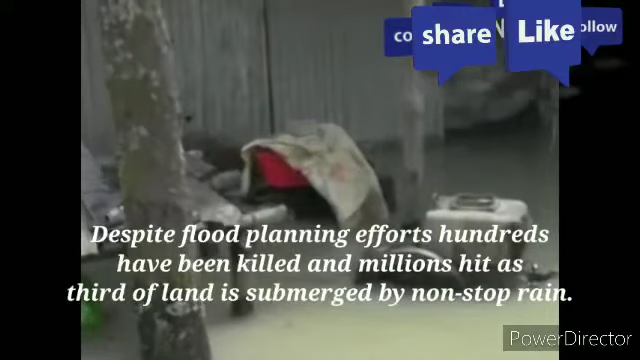 co share Like ollow
Despite flood planning efforts hundreds
have been killed and millions hit as
third of land is submerged by non-stop rain.
PowerDirector